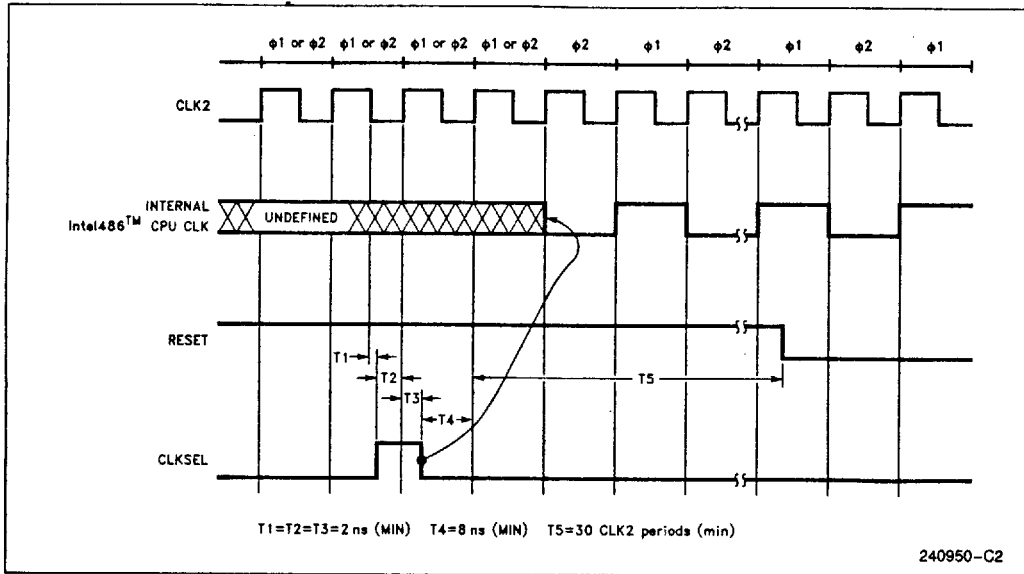 ϕ1 or ϕ2 ϕ1 or ϕ2 ϕ1 or ϕ2 ϕ1 or ϕ2 ϕ2 ϕ1 ϕ2 ϕ1 ϕ2 ϕ1
CLK2
INTERNAL
Intel486™ CPU CLK
UNDEFINED
RESET
T1
T2
T3
T4
T5
CLKSEL
T1=T2=T3=2 ns (MIN) T4=8 ns (MIN) T5=30 CLK2 periods (min)
240950-C2